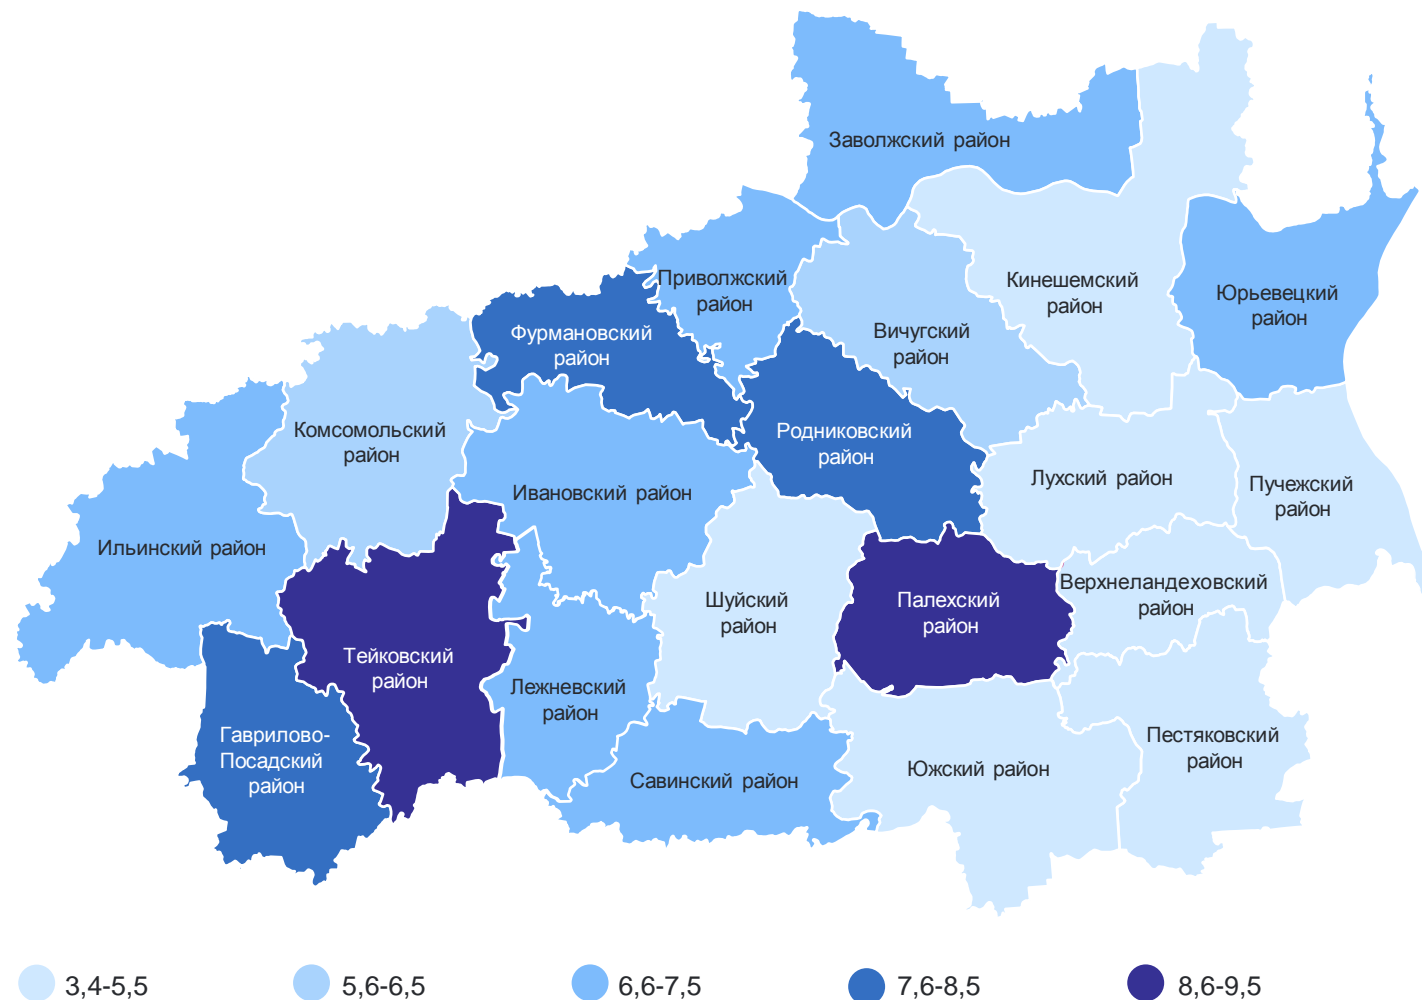 Заволжский район
Приволжский
район
Кинешемский
район
Юрьевецкий
район
Фурмановский
район
Вичугский
район
Комсомольский
район
Родниковский
район
Ивановский район
Лухский район
Пучежский
район
Ильинский район
Верхнеландеховский
район
Шуйский
район
Палехский
район
Тейковский
район
Лежневский
район
Гаврилово-
Посадский
район
Савинский район
Южский район
Пестяковский
район
3,4-5,5
5,6-6,5
6,6-7,5
7,6-8,5
8,6-9,5